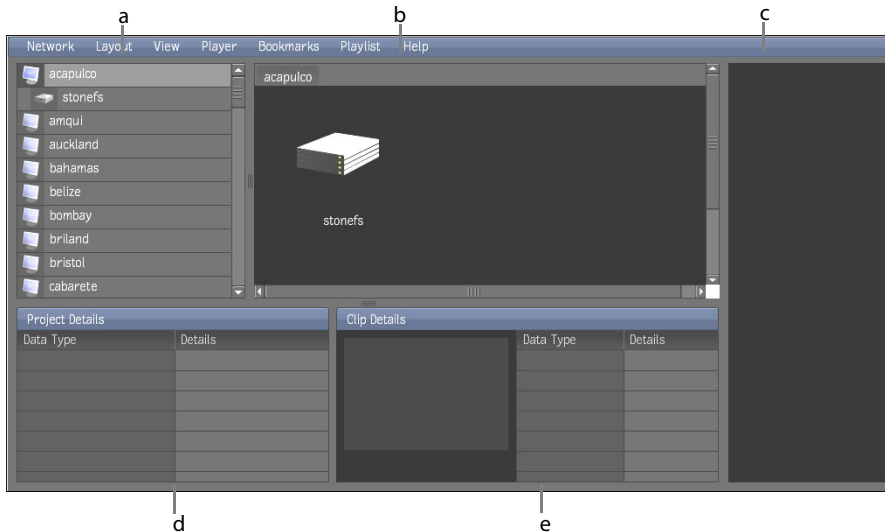 a b c
Network Layout View Player Bookmarks Playlist Help
acapulco
stonefs
amqui
auckland
bahamas
belize
bombay
briland
bristol
cabarete
acapulco
stonefs
Project Details
Data Type Details
Clip Details
Data Type Details
d e